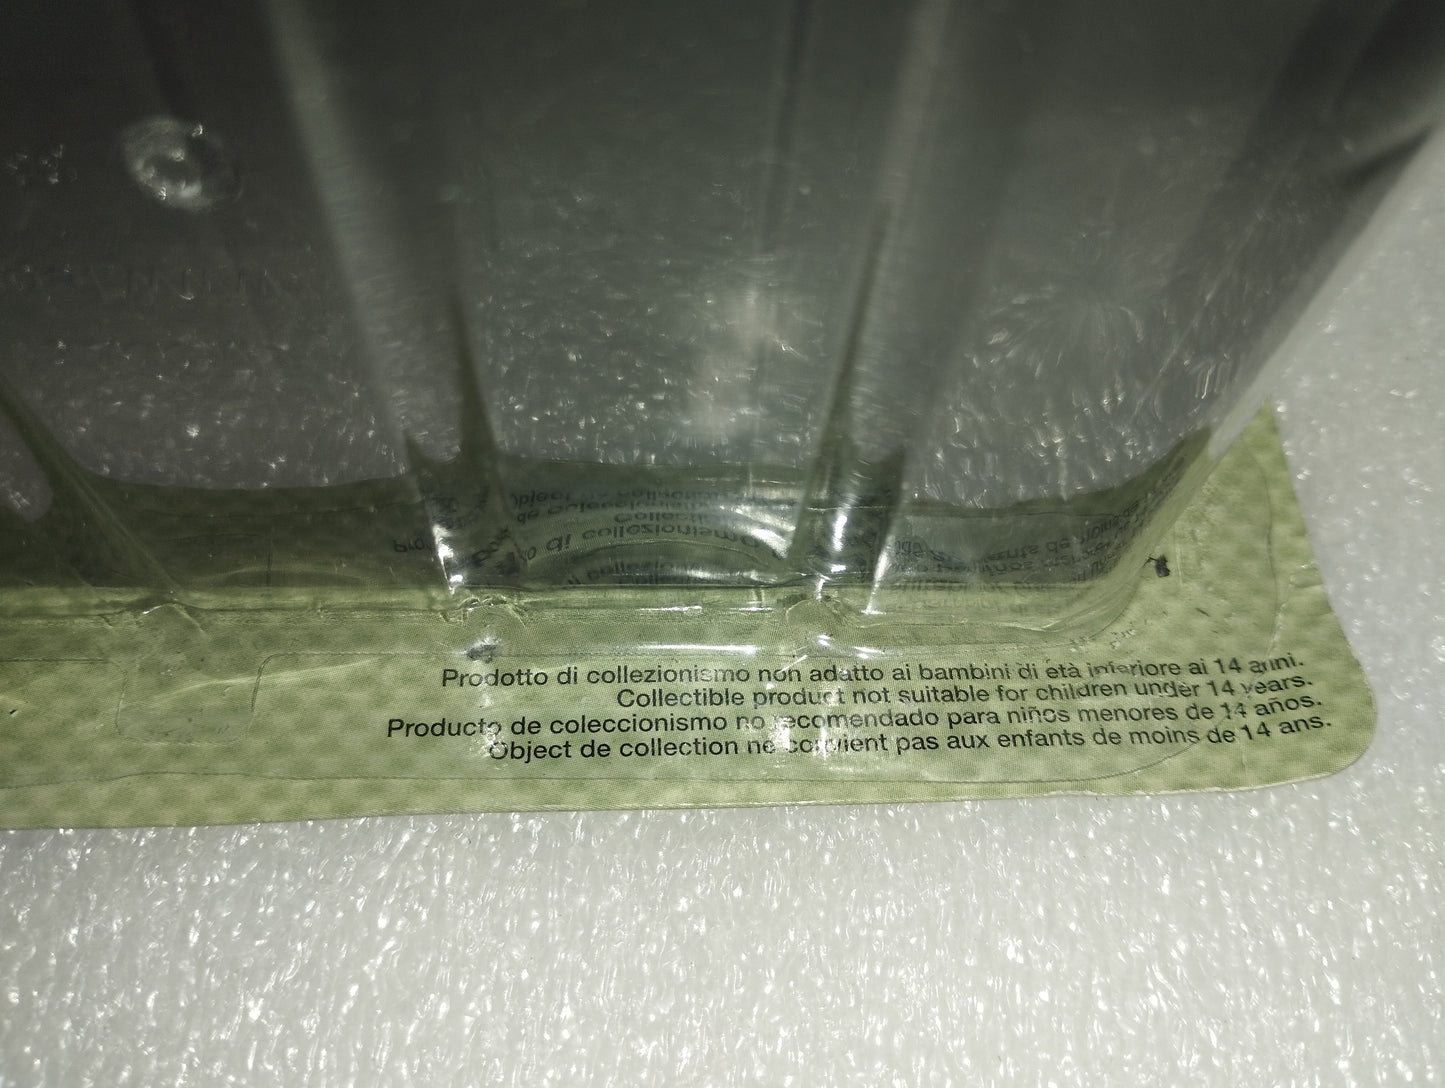 Prodotto di collezionismo non adatto ai bambini di età inferiore ai 14 anni.
Collectible product not suitable for children under 14 years.
Producto de coleccionismo no recomendado para niños menores de 14 años.
Object de collection ne convient pas aux enfants de moins de 14 ans.